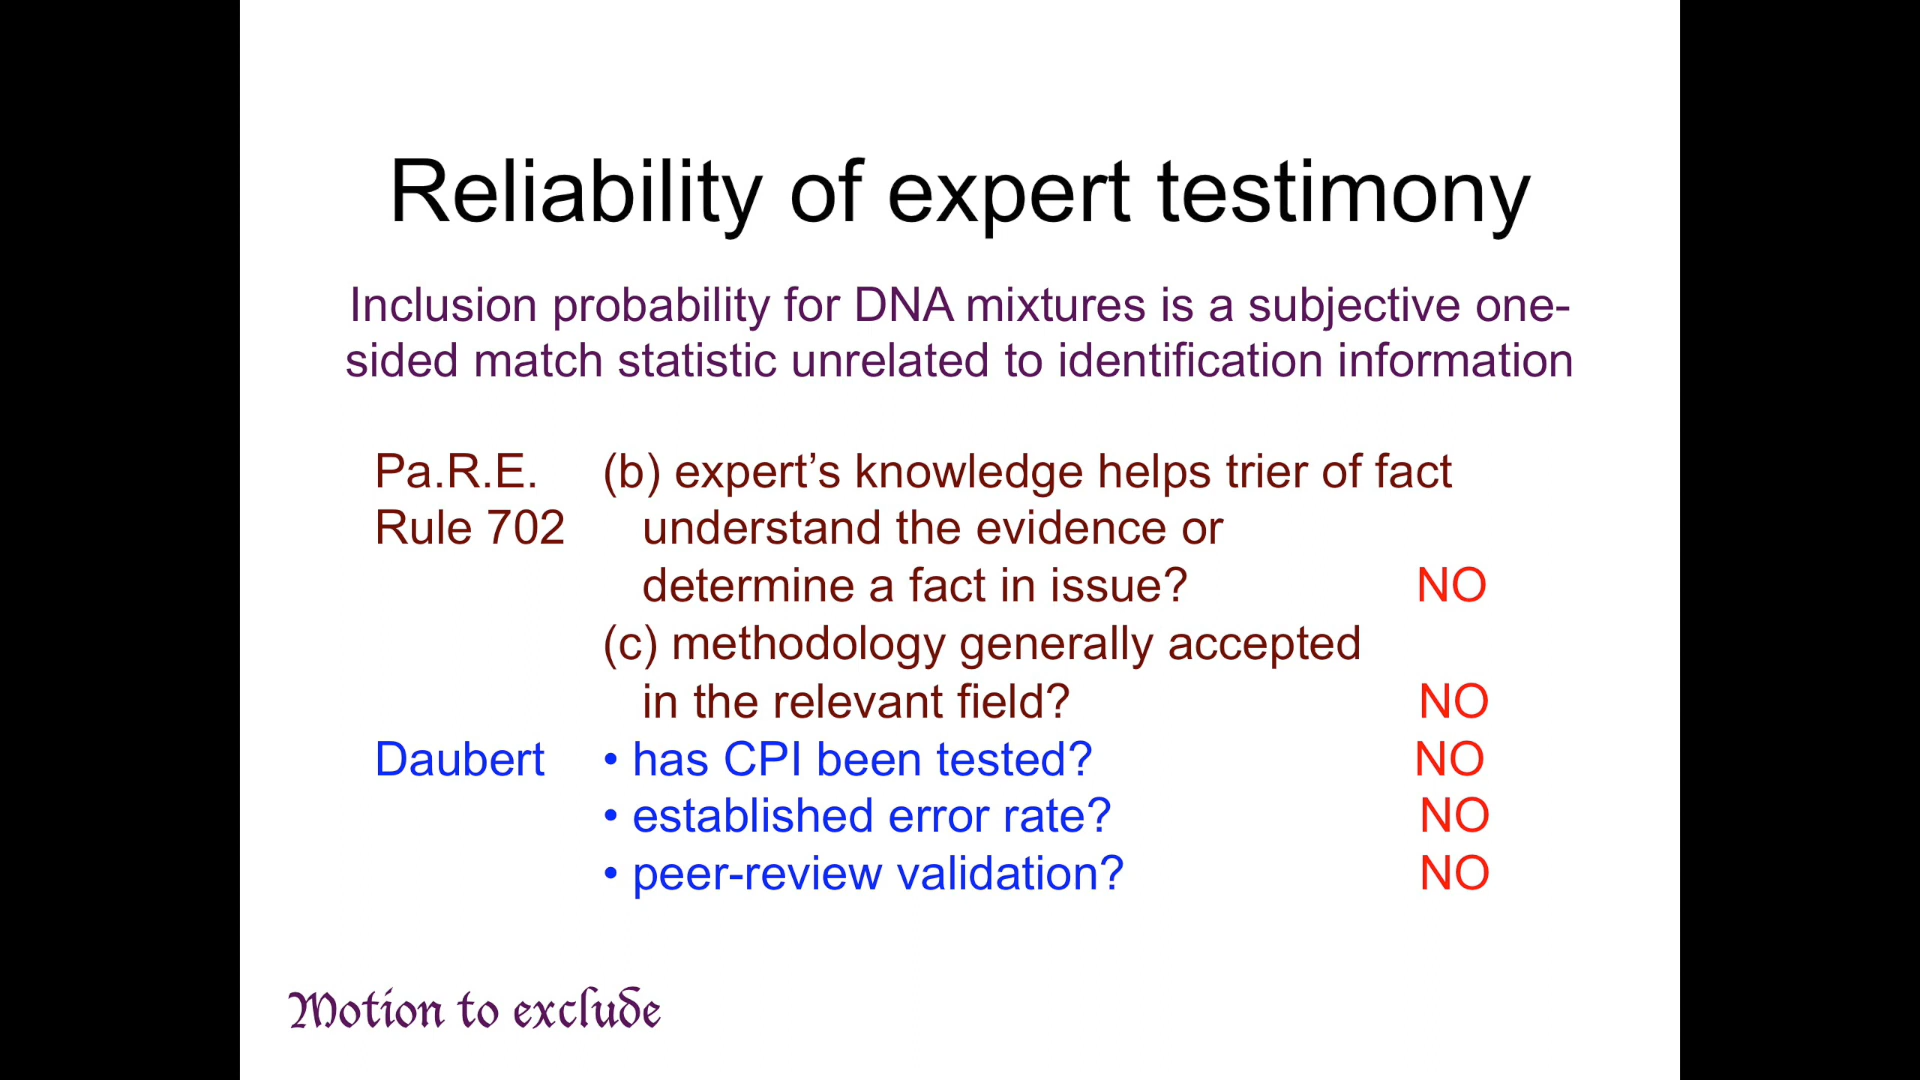 Reliability of expert testimony
Inclusion probability for DNA mixtures is a subjective one-
sided match statistic unrelated to identification information
Pa.R.E. (b) expert’s knowledge helps trier of fact
Rule 702 understand the evidence or
determine a fact in issue? NO
(c) methodology generally accepted
in the relevant field? NO
Daubert • has CPI been tested? NO
• established error rate? NO
• peer-review validation? NO
Motion to exclude